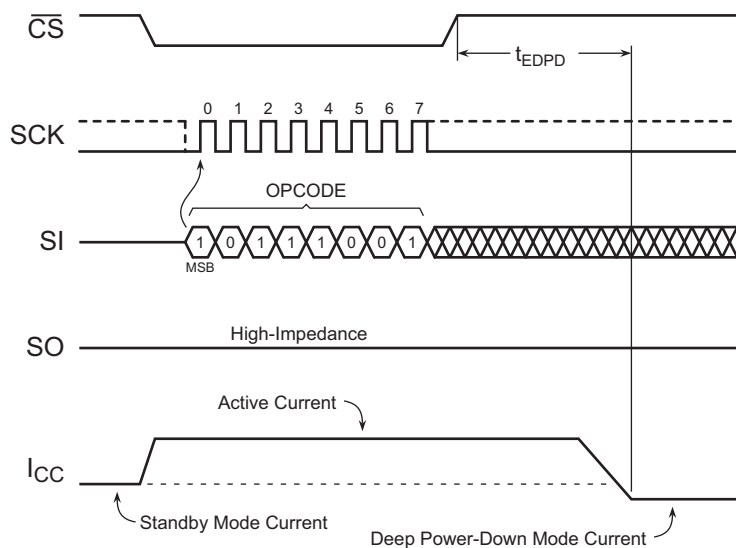 CS
tEDPD
0 1 2 3 4 5 6 7
SCK
OPCODE
SI
1 0 1 1 1 0 0 1
MSB
High-Impedance
SO
Active Current
ICC
Standby Mode Current
Deep Power-Down Mode Current